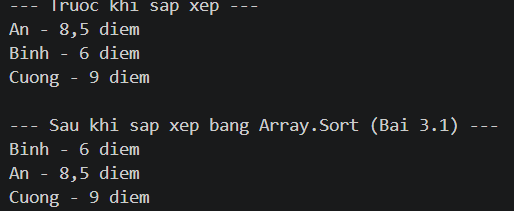 --- Truoc khi sap xep ---
An - 8,5 diem
Binh - 6 diem
Cuong - 9 diem

--- Sau khi sap xep bang Array.Sort (Bai 3.1) ---
Binh - 6 diem
An - 8,5 diem
Cuong - 9 diem